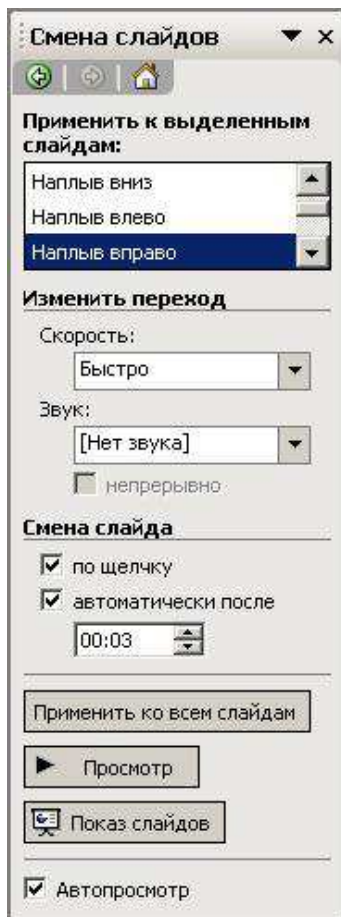 Смена слайдов
Применить к выделенным
слайдам:
Наплыв вниз
Наплыв влево
Наплыв вправо
Изменить переход
Скорость:
Быстро
Звук:
[Нет звука]
непрерывно
Смена слайда
по щелчку
автоматически после
00:03
Применить ко всем слайдам
Просмотр
Показ слайдов
Автопросмотр